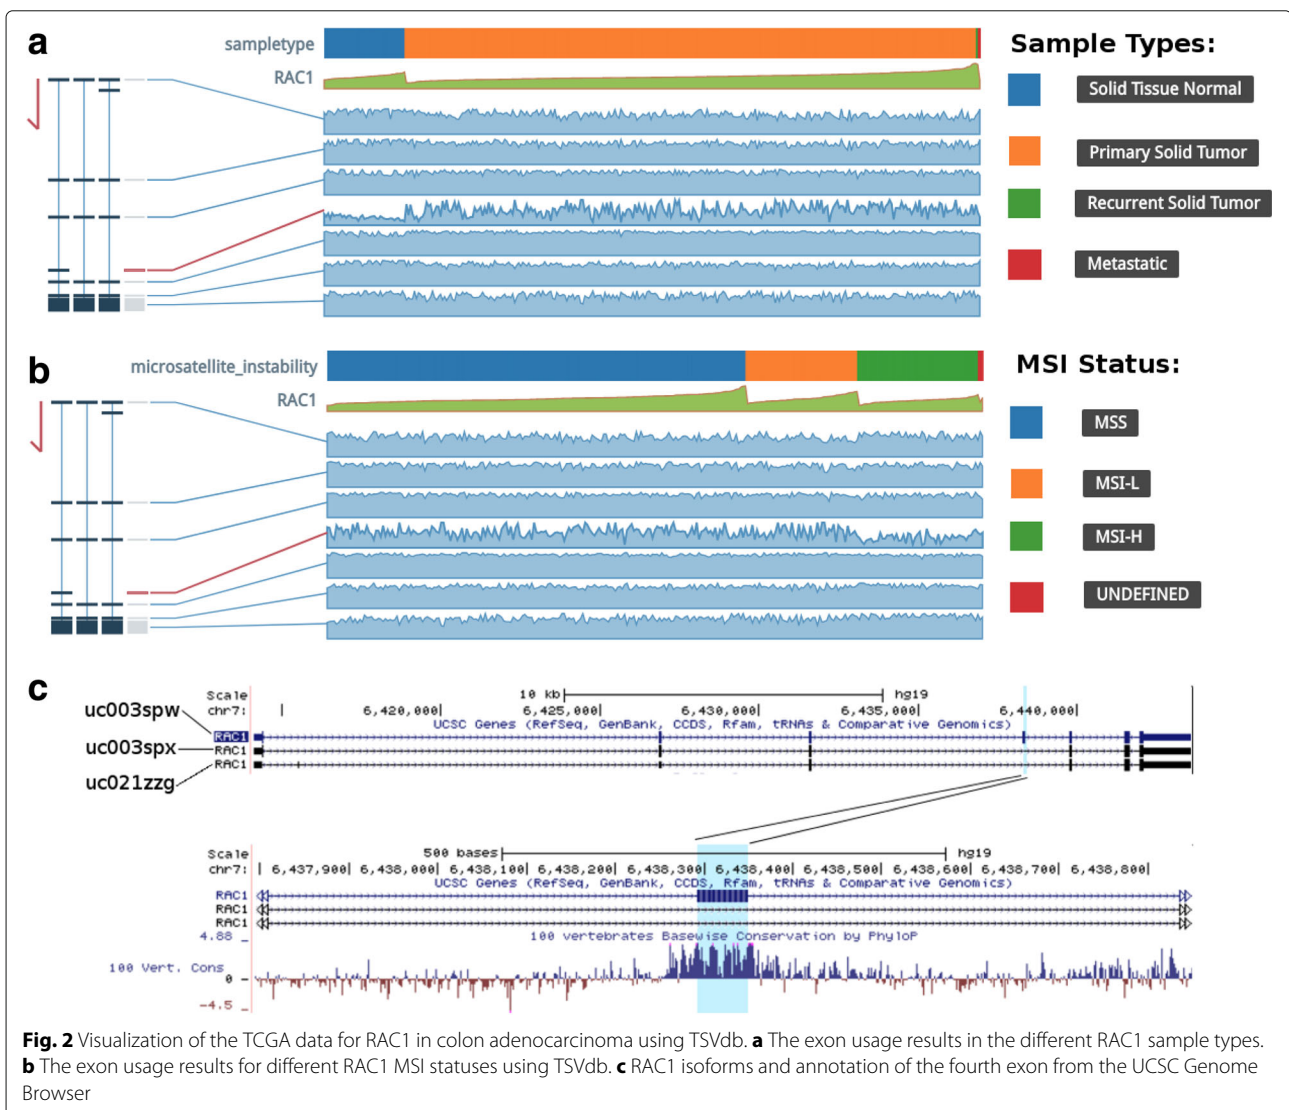 a
sampletype
RAC1
Sample Types:
Solid Tissue Normal
Primary Solid Tumor
Recurrent Solid Tumor
Metastatic
b
microsatellite_instability
RAC1
MSI Status:
MSS
MSI-L
MSI-H
UNDEFINED
c
Scale 10 kb hg19
chr7: 6,420,000 6,425,000 6,430,000 6,435,000 6,440,000
UCSC Genes (RefSeq, GenBank, CCDS, Rfam, tRNAs & Comparative Genomics)
uc003spw RAC1
uc003spx RAC1
uc021zzg RAC1
Scale 500 bases hg19
chr7: 6,437,900 6,438,000 6,438,100 6,438,200 6,438,300 6,438,400 6,438,500 6,438,600 6,438,700 6,438,800
UCSC Genes (RefSeq, GenBank, CCDS, Rfam, tRNAs & Comparative Genomics)
RAC1
RAC1
RAC1
4.88 _ 100 vertebrates Basewise Conservation by PhyloP
100 Vert. Cons
0 -
-4.5 _
Fig. 2 Visualization of the TCGA data for RAC1 in colon adenocarcinoma using TSVdb. a The exon usage results in the different RAC1 sample types.
b The exon usage results for different RAC1 MSI statuses using TSVdb. c RAC1 isoforms and annotation of the fourth exon from the UCSC Genome
Browser